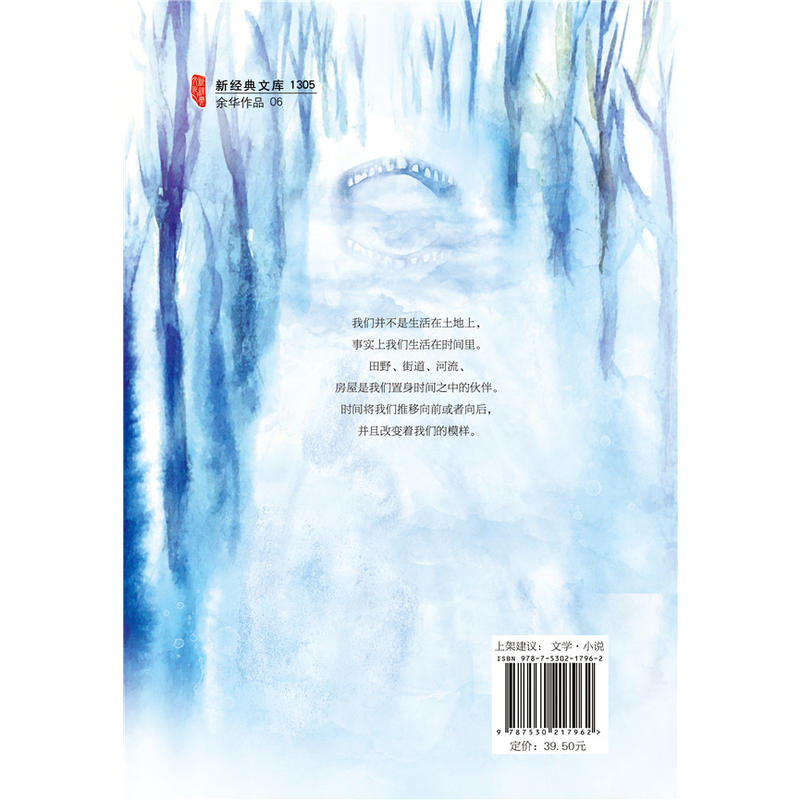 新经典文库 1305
余华作品 06
我们并不是生活在土地上，
事实上我们生活在时间里。
田野、街道、河流、
房屋是我们置身时间之中的伙伴。
时间将我们推移向前或者向后，
并且改变着我们的模样。
上架建议：文学·小说
ISBN 978-7-5302-1796-2
9 787530 217962 >
定价：39.50元